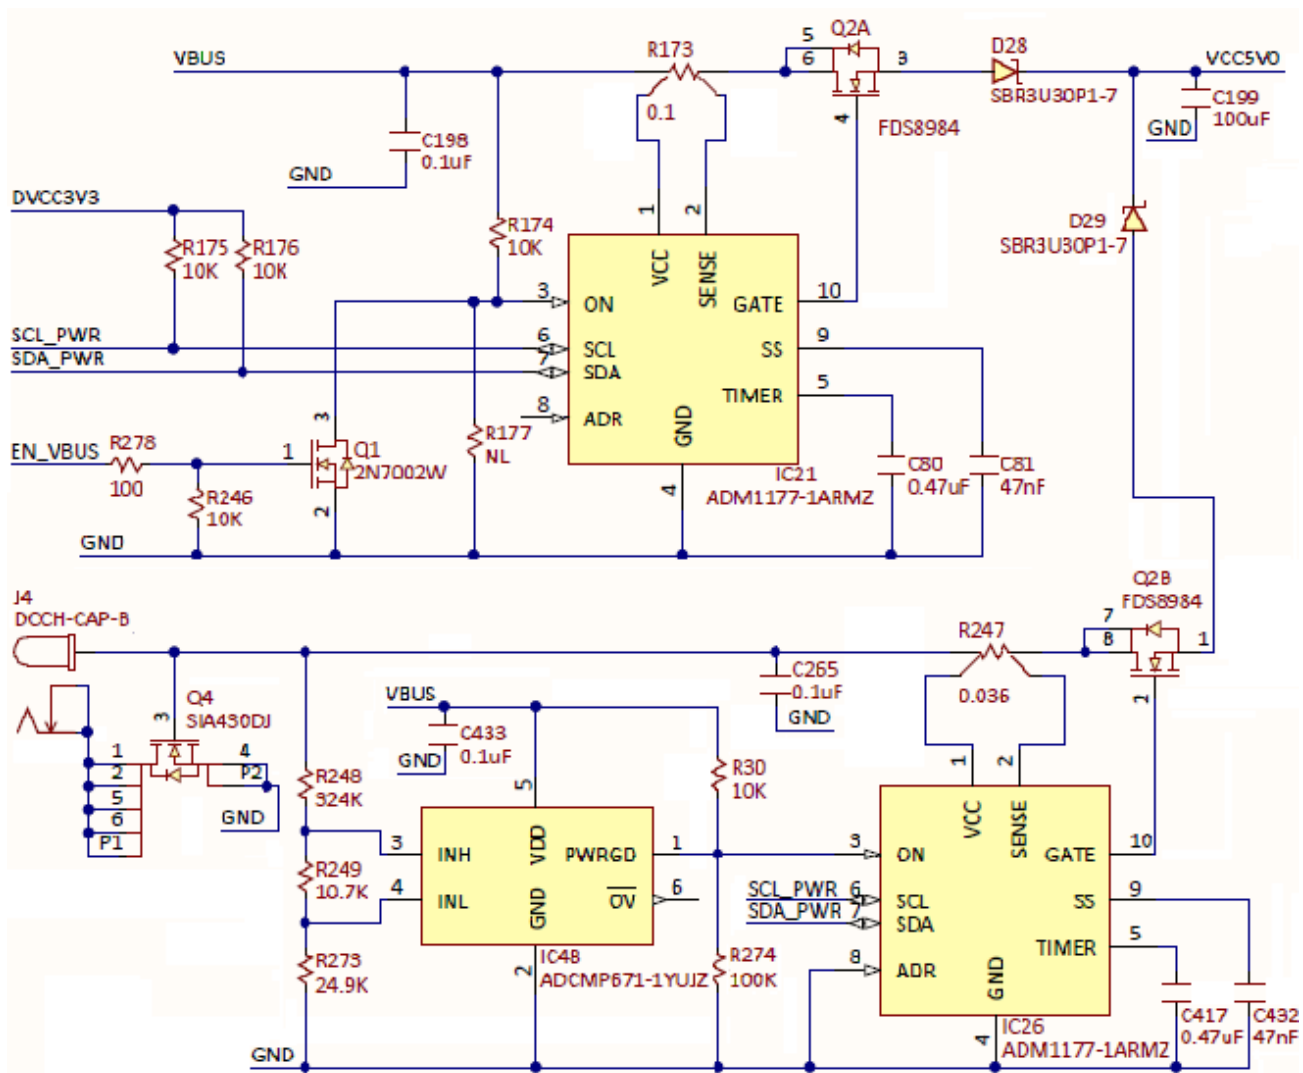 Q2A
VBUS
R173
0.1
5
6
3
4
FDS8984
D28
SBR3U30P1-7
VCC5V0
C199
100uF
GND
C198
0.1uF
GND
DVCC3V3
R175
10K
R176
10K
R174
10K
D29
SBR3U30P1-7
1
2
VCC
SENSE
3
ON
GATE
10
SCL_PWR
6
SCL
SS
9
SDA_PWR
7
SDA
TIMER
5
8
ADR
GND
4
3
EN_VBUS
R278
100
1
Q1
2N7002W
2
R246
10K
R177
NL
IC21
ADM1177-1ARMZ
C80
0.47uF
C81
47nF
GND
J4
DCCH-CAP-B
Q2B
FDS8984
7
8
1
2
R247
0.036
Q4
SIA430DJ
3
1
2
5
6
P1
4
P2
GND
VBUS
C433
0.1uF
GND
C265
0.1uF
GND
R248
324K
R30
10K
5
VDD
3
INH
PWRGD
1
R249
10.7K
4
INL
GND
OV
6
2
IC48
ADCMP671-1YUJZ
R273
24.9K
R274
100K
1
2
VCC
SENSE
3
ON
GATE
10
SCL_PWR
6
SCL
SS
9
SDA_PWR
7
SDA
TIMER
5
8
ADR
GND
4
IC26
ADM1177-1ARMZ
C417
0.47uF
C432
47nF
GND